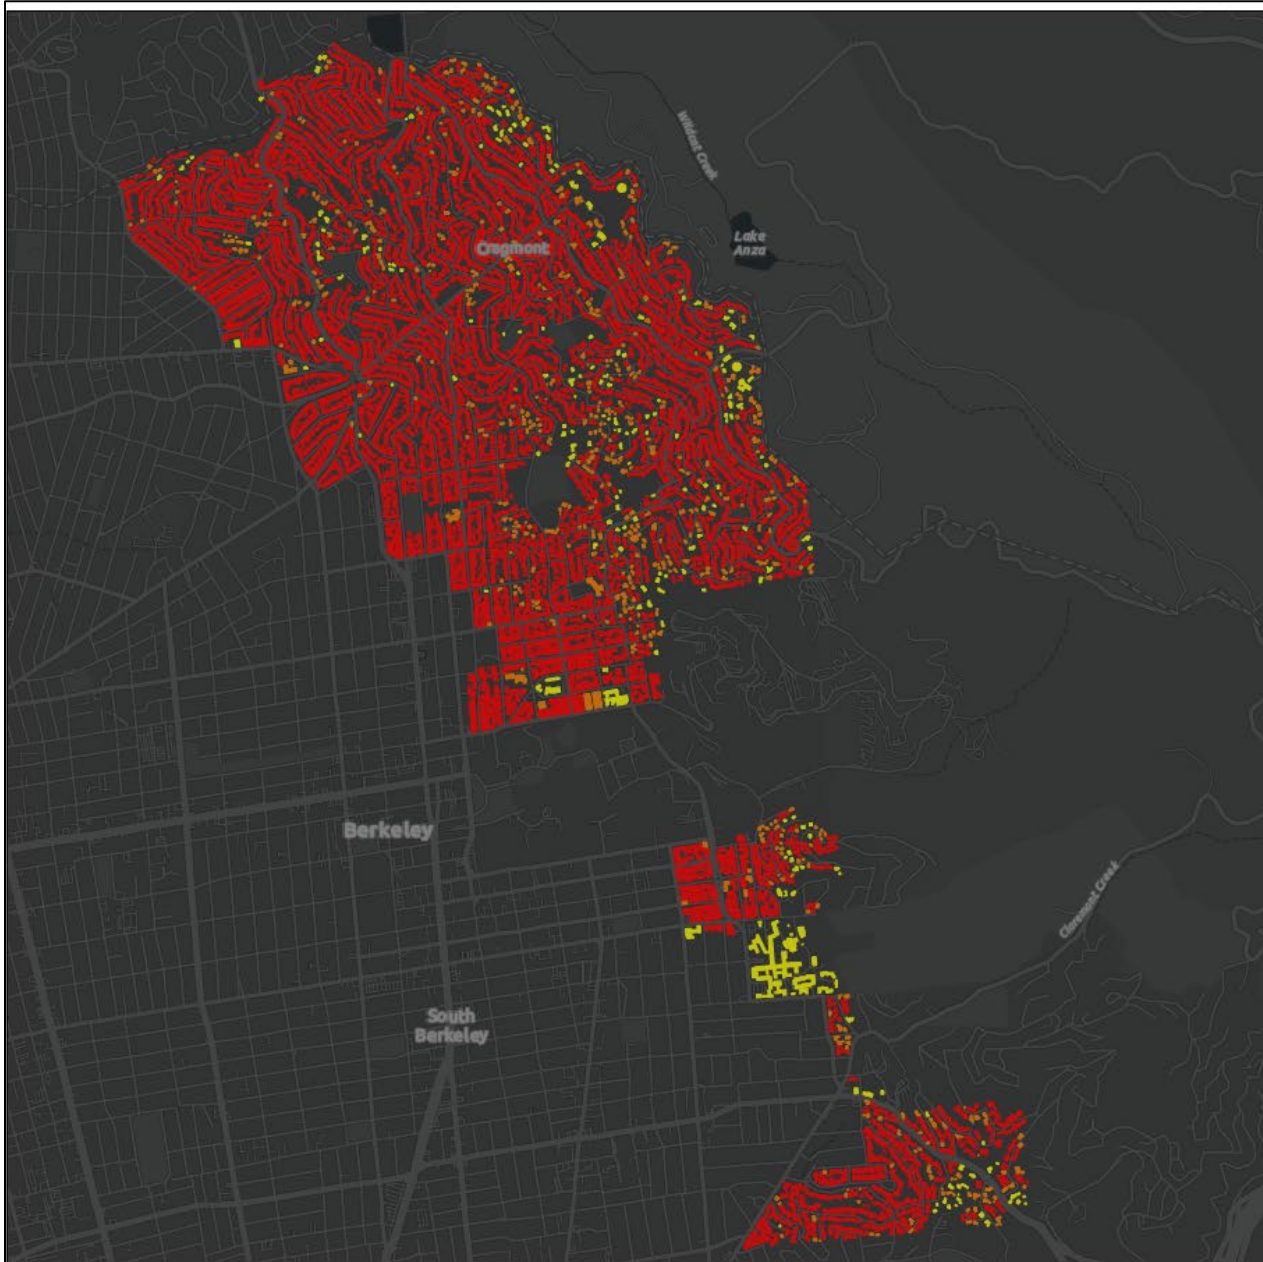 Wildcat Creek
Lake
Anza
Cragmont
Berkeley
Claremont Creek
South
Berkeley